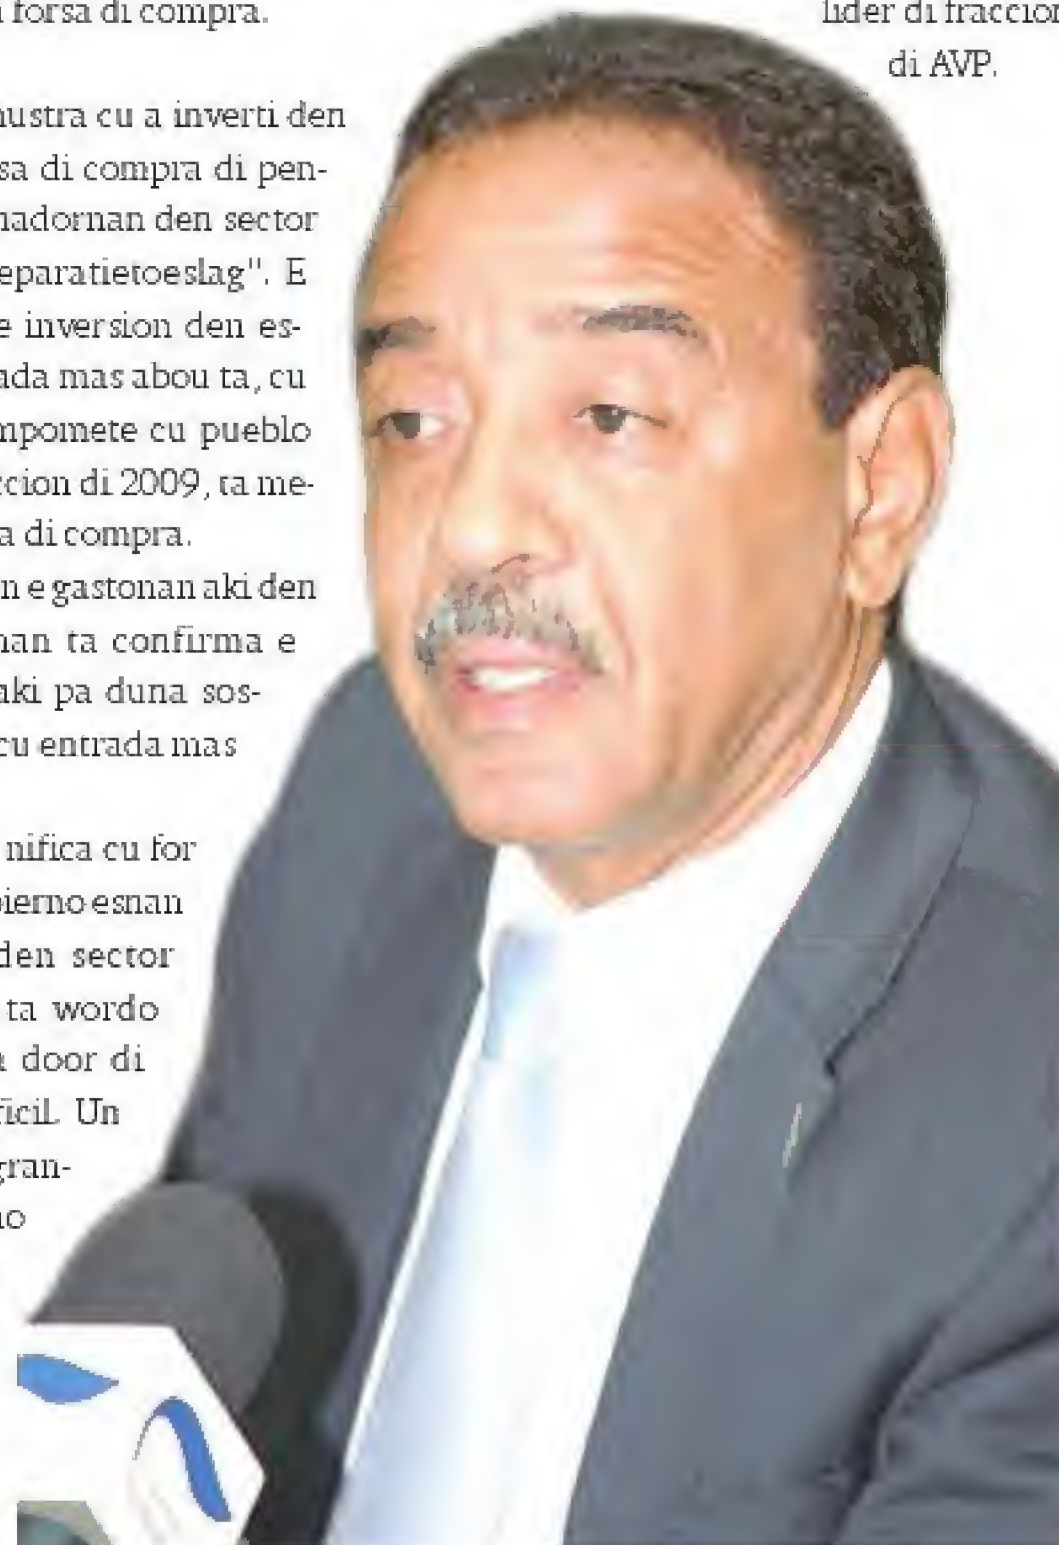 forsa di compra.
nustra cu a inverti den
sa di compra di pen-
nadornan den sector
eparatietoeslag". E
e inversion den es-
ada mas abou ta, cu
mpomete cu pueblo
ccion di 2009, ta me-
a di compra.
n e gastonan aki den
nan ta confirma e
aki pa duna sos-
cu entrada mas
nifica cu for
bierno esnan
den sector
ta wordo
a door di
ficil. Un
gran-
no
lider di fraccion
di AVP.